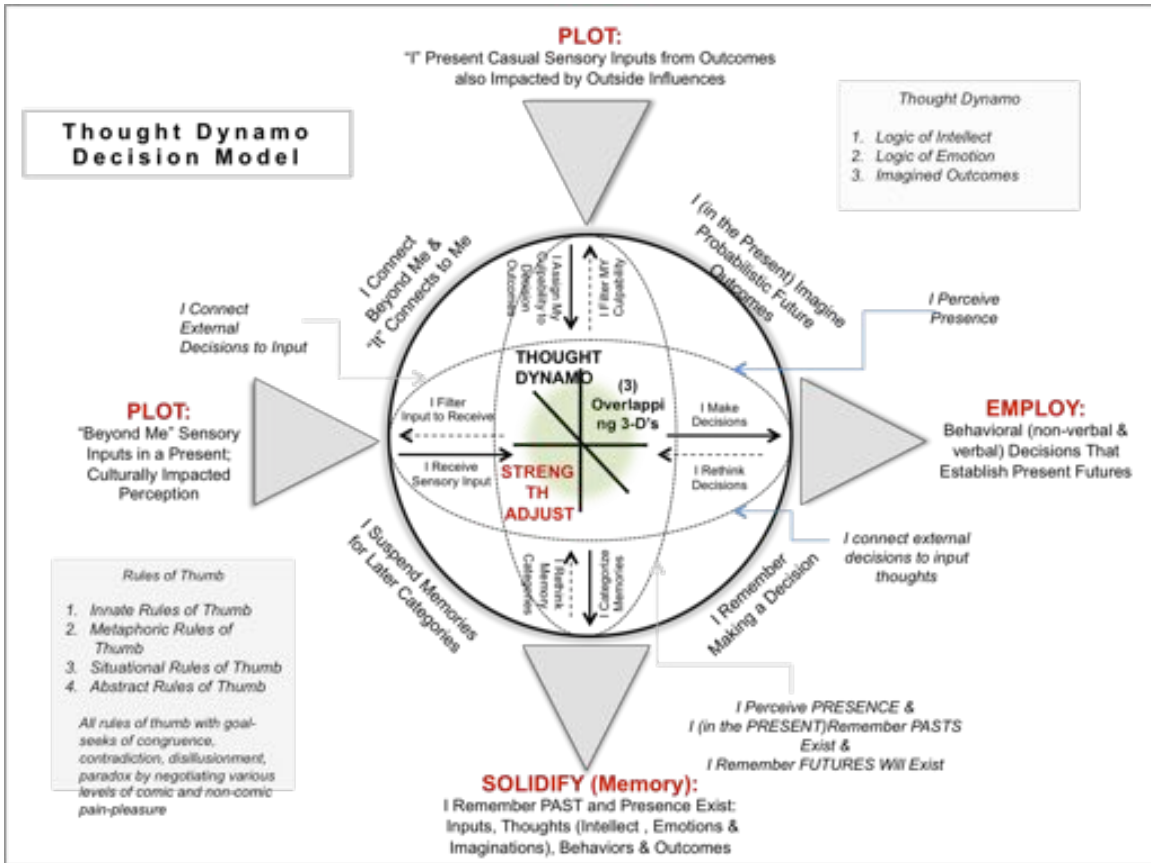 PLOT:
"I" Present Casual Sensory Inputs from Outcomes
also Impacted by Outside Influences
Thought Dynamo
Decision Model
Thought Dynamo
1. Logic of Intellect
2. Logic of Emotion
3. Imagined Outcomes
I Connect
Beyond Me &
"It" Connects to Me
I (in the Present) Imagine
Probabilistic Future
Outcomes
I Assign My
Culpability to
Decision
Outcomes
I Filter MY
Culpability
I Connect
External
Decisions to Input
I Perceive
Presence
THOUGHT
DYNAMO
(3)
Overlappi
ng 3-D's
I Filter
Input to Receive
I Make
Decisions
PLOT:
"Beyond Me" Sensory
Inputs in a Present;
Culturally Impacted
Perception
EMPLOY:
Behavioral (non-verbal &
verbal) Decisions That
Establish Present Futures
I Receive
Sensory Input
STRENG
TH
ADJUST
I Rethink
Decisions
I connect external
decisions to input
thoughts
I Suspend Memories
for Later Categories
I Rethink
Memory
Categories
I Categorize
Memories
I Remember
Making a Decision
Rules of Thumb
1. Innate Rules of Thumb
2. Metaphoric Rules of
Thumb
3. Situational Rules of Thumb
4. Abstract Rules of Thumb
All rules of thumb with goal-
seeks of congruence,
contradiction, disillusionment,
paradox by negotiating various
levels of comic and non-comic
pain-pleasure
I Perceive PRESENCE &
I (in the PRESENT)Remember PASTS
Exist &
I Remember FUTURES Will Exist
SOLIDIFY (Memory):
I Remember PAST and Presence Exist:
Inputs, Thoughts (Intellect , Emotions &
Imaginations), Behaviors & Outcomes